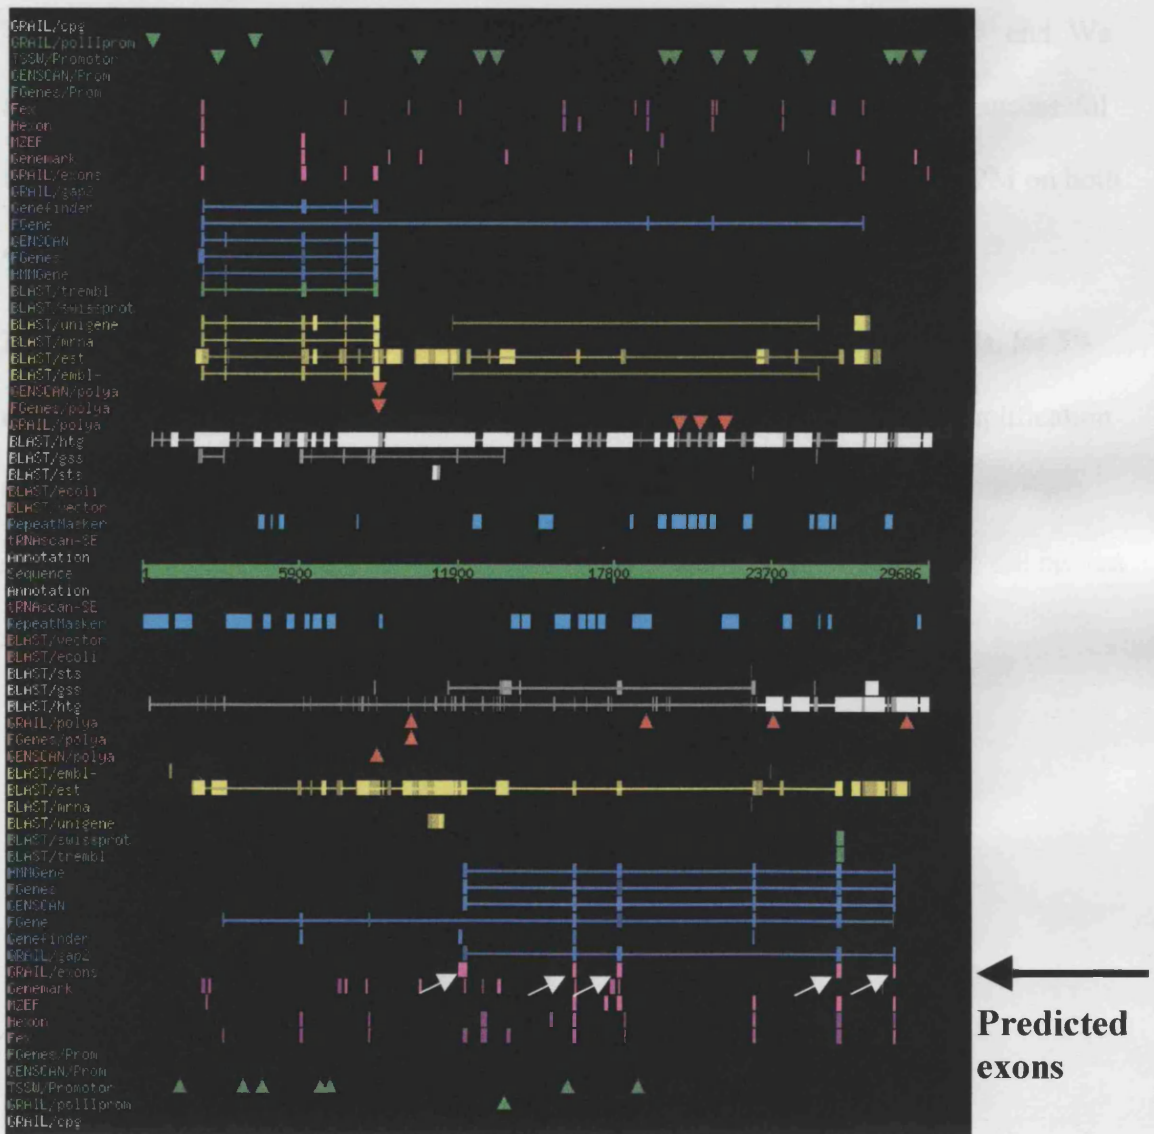 GRAIL/cpg
GRAIL/polIIprom
TSSW/Promotor
GENSCAN/Prom
FGenes/Prom
Fex
Hexon
MZEF
Genemark
GRAIL/exons
GRAIL/gap2
Genefinder
FGene
GENSCAN
FGenes
HMMGene
BLAST/trembl
BLAST/swissprot
BLAST/unigene
BLAST/mrna
BLAST/est
BLAST/embl-
GENSCAN/polya
FGenes/polya
GRAIL/polya
BLAST/htg
BLAST/gss
BLAST/sts
BLAST/ecoli
BLAST/vector
RepeatMasker
tRNAscan-SE
Annotation
Sequence 1 5900 11900 17800 23700 29686
Annotation
tRNAscan-SE
RepeatMasker
BLAST/vector
BLAST/ecoli
BLAST/sts
BLAST/gss
BLAST/htg
GRAIL/polya
FGenes/polya
GENSCAN/polya
BLAST/embl-
BLAST/est
BLAST/mrna
BLAST/unigene
BLAST/swissprot
BLAST/trembl
HMMGene
FGenes
GENSCAN
FGene
Genefinder
GRAIL/gap2
GRAIL/exons
Genemark
MZEF
Hexon
Fex
FGenes/Prom
GENSCAN/Prom
TSSW/Promotor
GRAIL/polIIprom
GRAIL/cpg
Predicted
exons
end Wa
on both